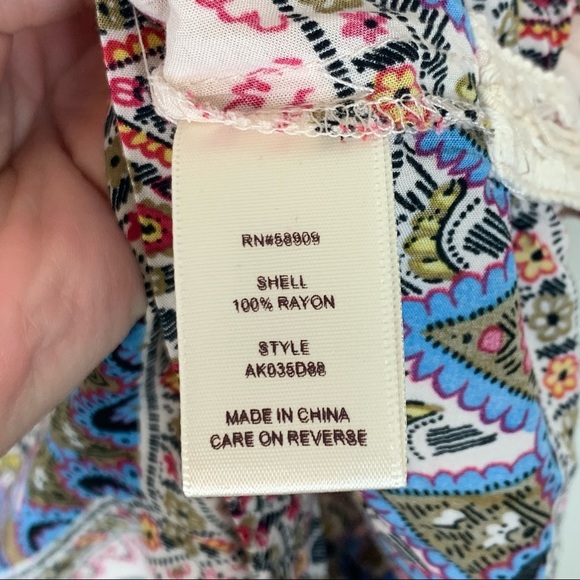 RN#58909
SHELL
100% RAYON
STYLE
AK035D88
MADE IN CHINA
CARE ON REVERSE